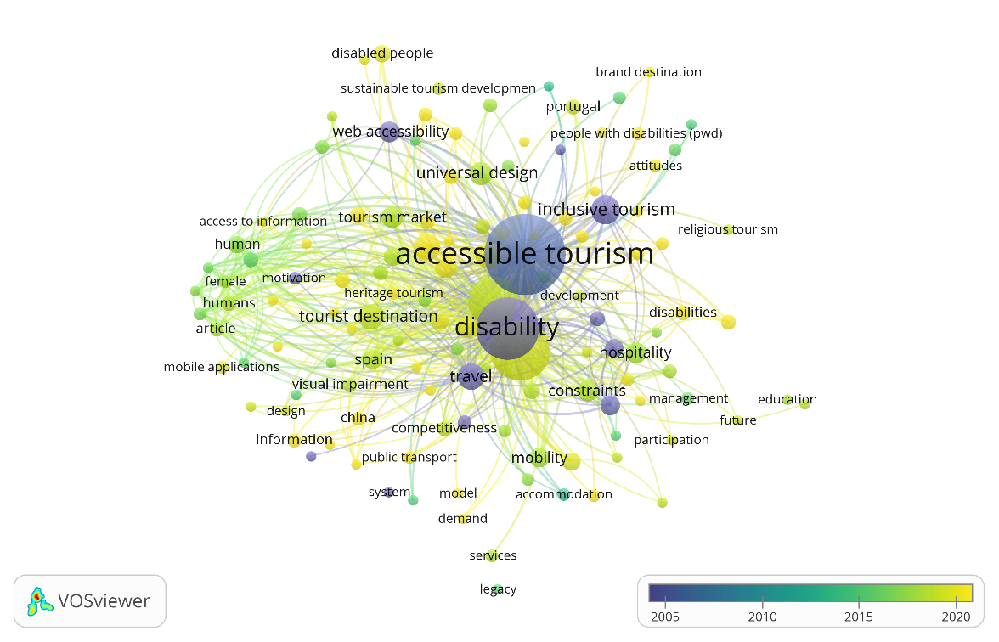 disabled people
brand destination
sustainable tourism developmen
portugal
web accessibility
people with disabilities (pwd)
attitudes
universal design
inclusive tourism
tourism market
access to information
religious tourism
human
accessible tourism
motivation
female
heritage tourism
development
humans
tourist destination
disabilities
article
disability
hospitality
spain
mobile applications
travel
visual impairment
constraints
management
education
design
china
future
competitiveness
information
participation
public transport
mobility
system
model
accommodation
demand
services
legacy
VOSviewer
2005
2010
2015
2020